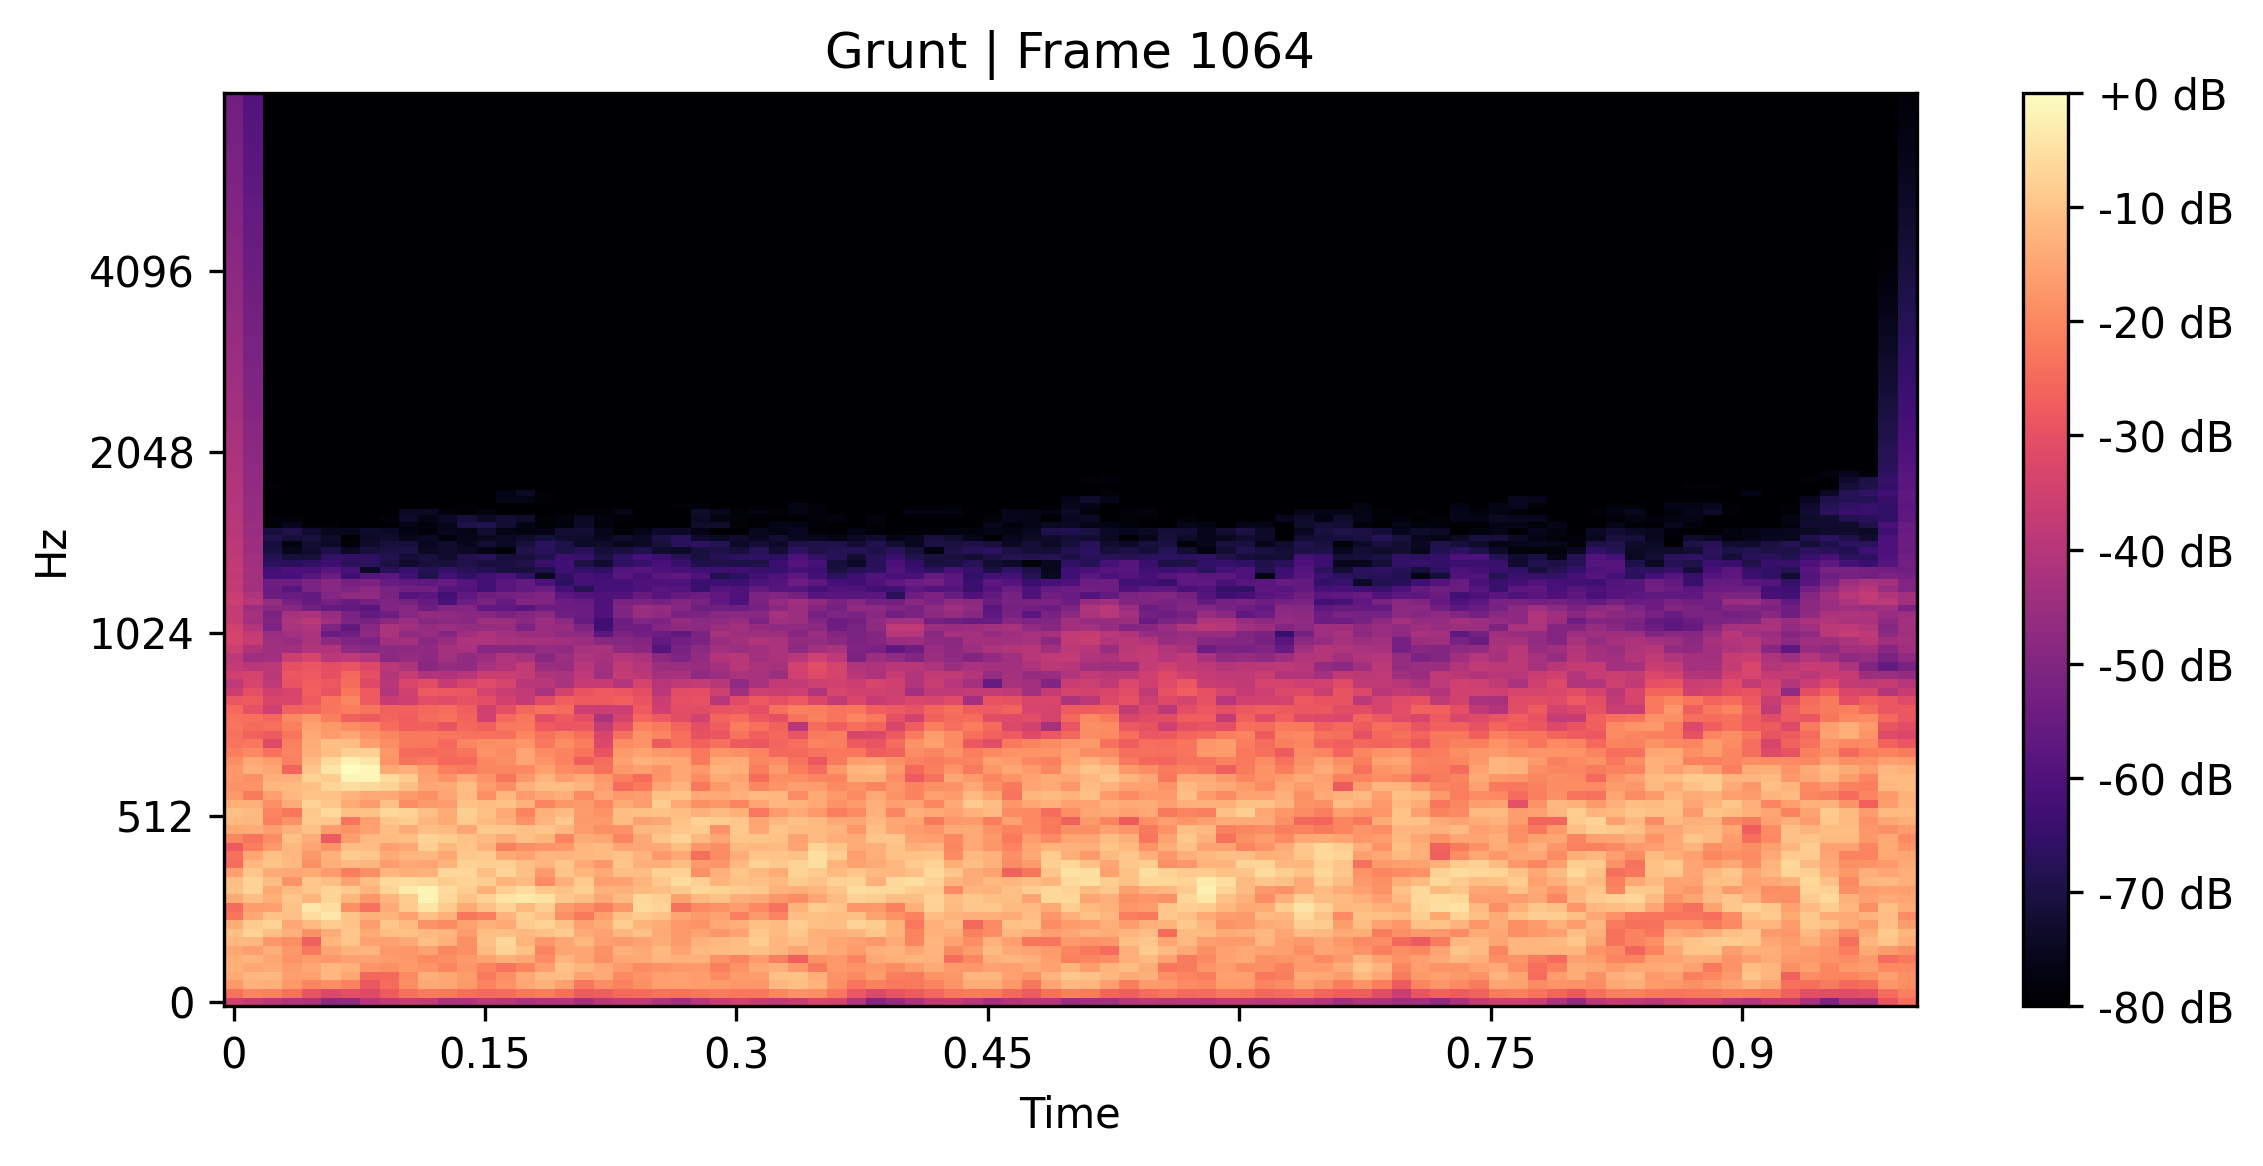 Grunt | Frame 1064
Hz
4096
2048
1024
512
0
0 0.15 0.3 0.45 0.6 0.75 0.9
Time
+0 dB
-10 dB
-20 dB
-30 dB
-40 dB
-50 dB
-60 dB
-70 dB
-80 dB